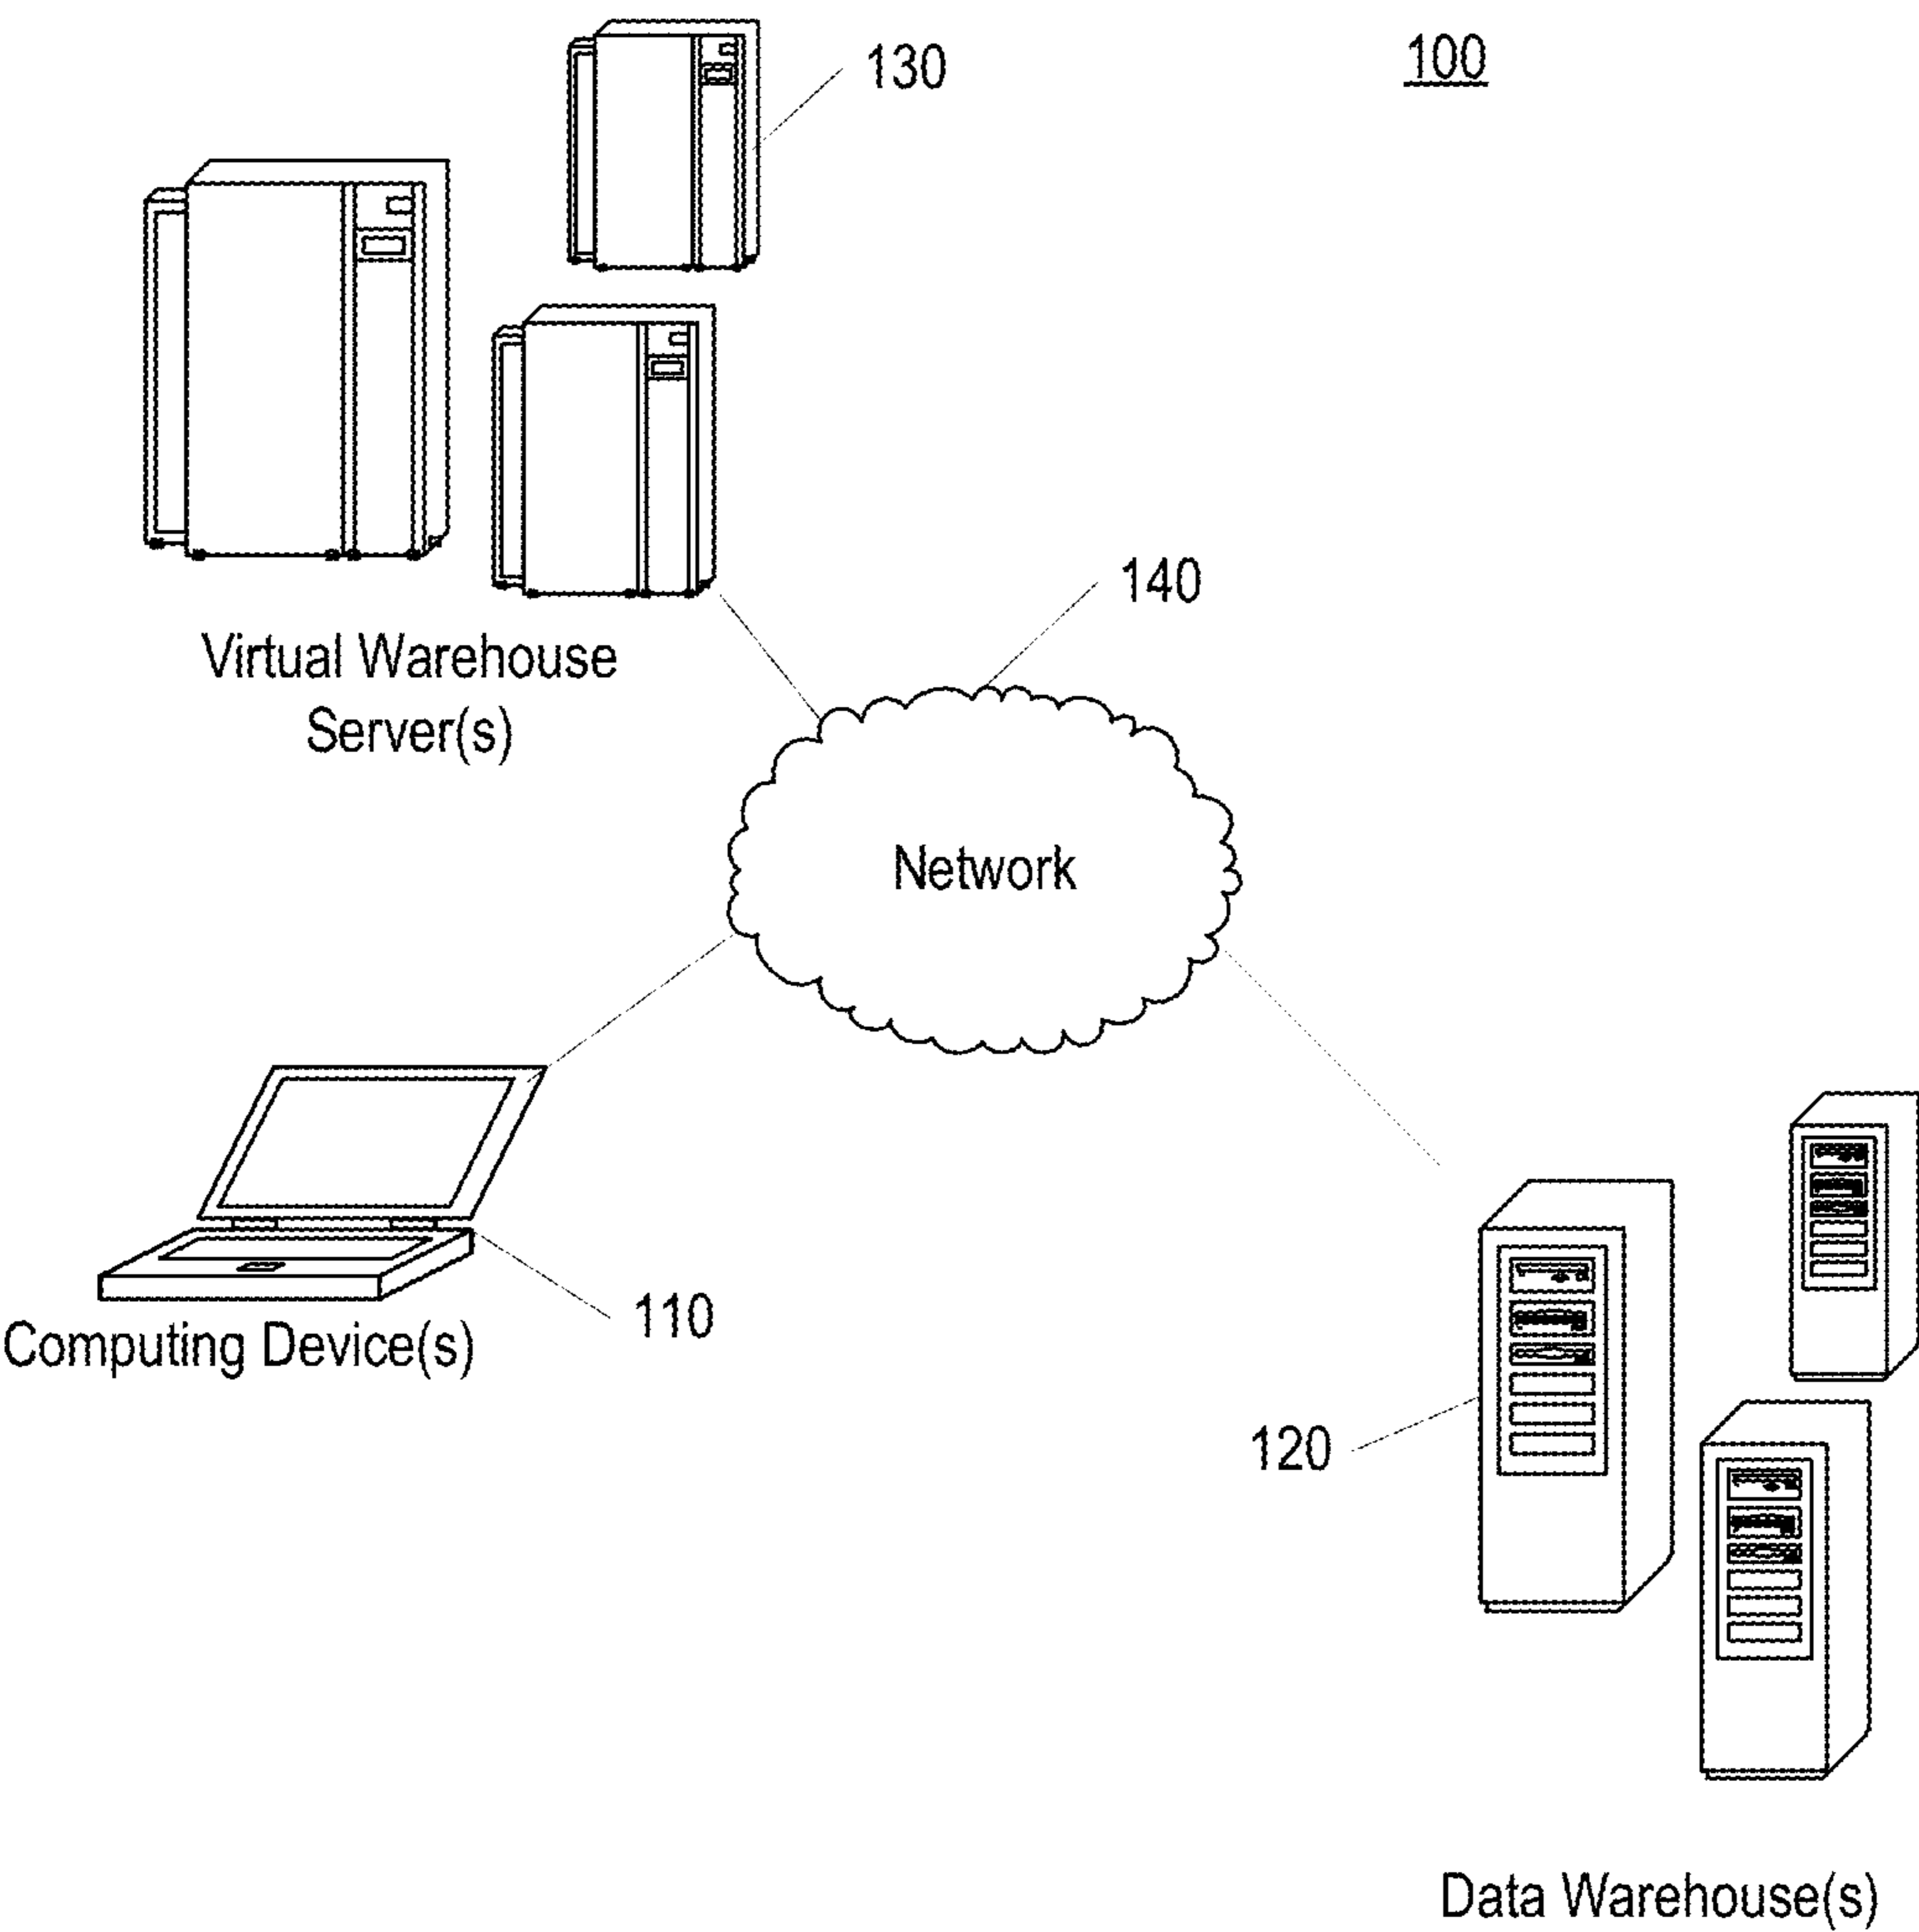 130
100
140
Virtual Warehouse
Server(s)
Network
110
Computing Device(s)
120
Data Warehouse(s)